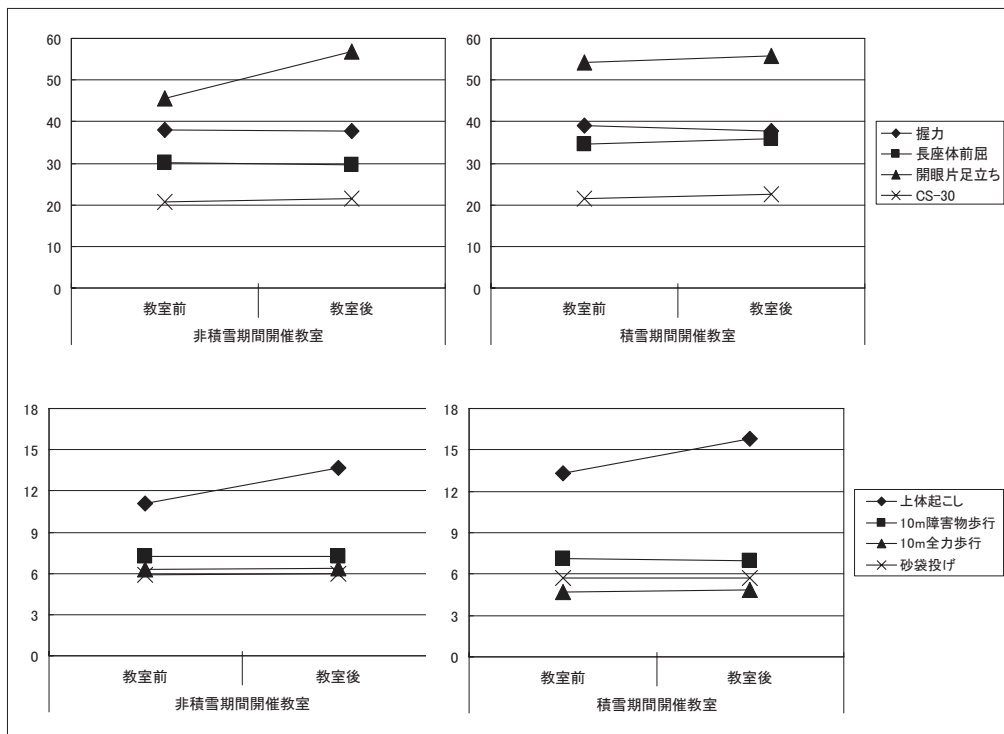 60
50
40
30
20
10
0
教室前 教室後
非積雪期間開催教室
60
50
40
30
20
10
0
教室前 教室後
積雪期間開催教室
握力
長座体前屈
開眼片足立ち
CS-30
18
15
12
9
6
3
0
教室前 教室後
非積雪期間開催教室
18
15
12
9
6
3
0
教室前 教室後
積雪期間開催教室
上体起こし
10m障害物歩行
10m全力歩行
砂袋投げ